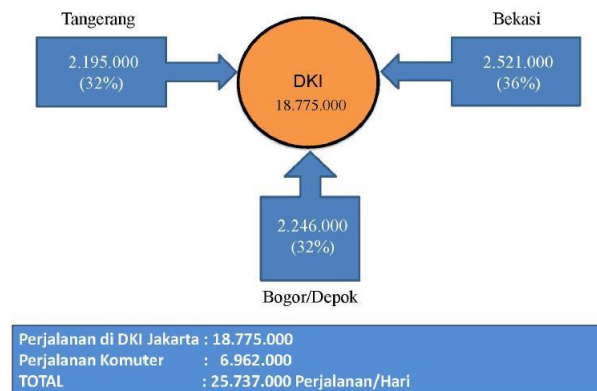 Tangerang
2.195.000
(32%)
DKI
18.775.000
Bekasi
2.521.000
(36%)
2.246.000
(32%)
Bogor/Depok
Perjalanan di DKI Jakarta : 18.775.000
Perjalanan Komuter : 6.962.000
TOTAL : 25.737.000 Perjalanan/Hari